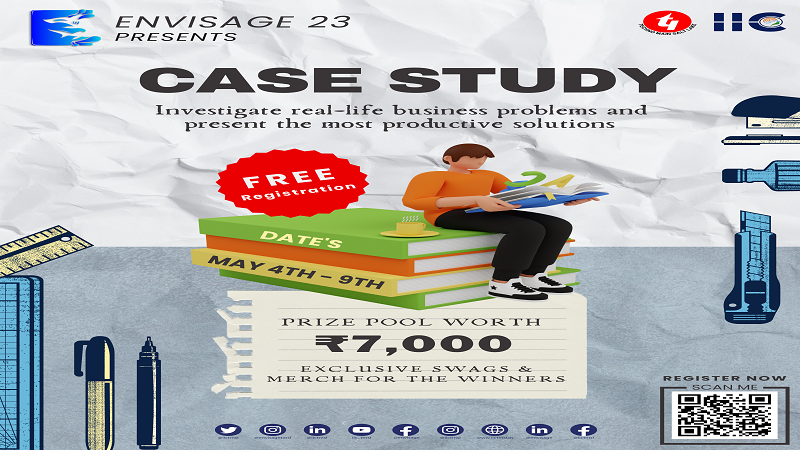 ENVISAGE 23
PRESENTS
IIC
CASE STUDY
Investigate real-life business problems and
present the most productive solutions
FREE
Registration
DATE'S
MAY 4TH - 9TH
PRIZE POOL WORTH
₹7,000
EXCLUSIVE SWAGS &
MERCH FOR THE WINNERS
REGISTER NOW
SCAN ME